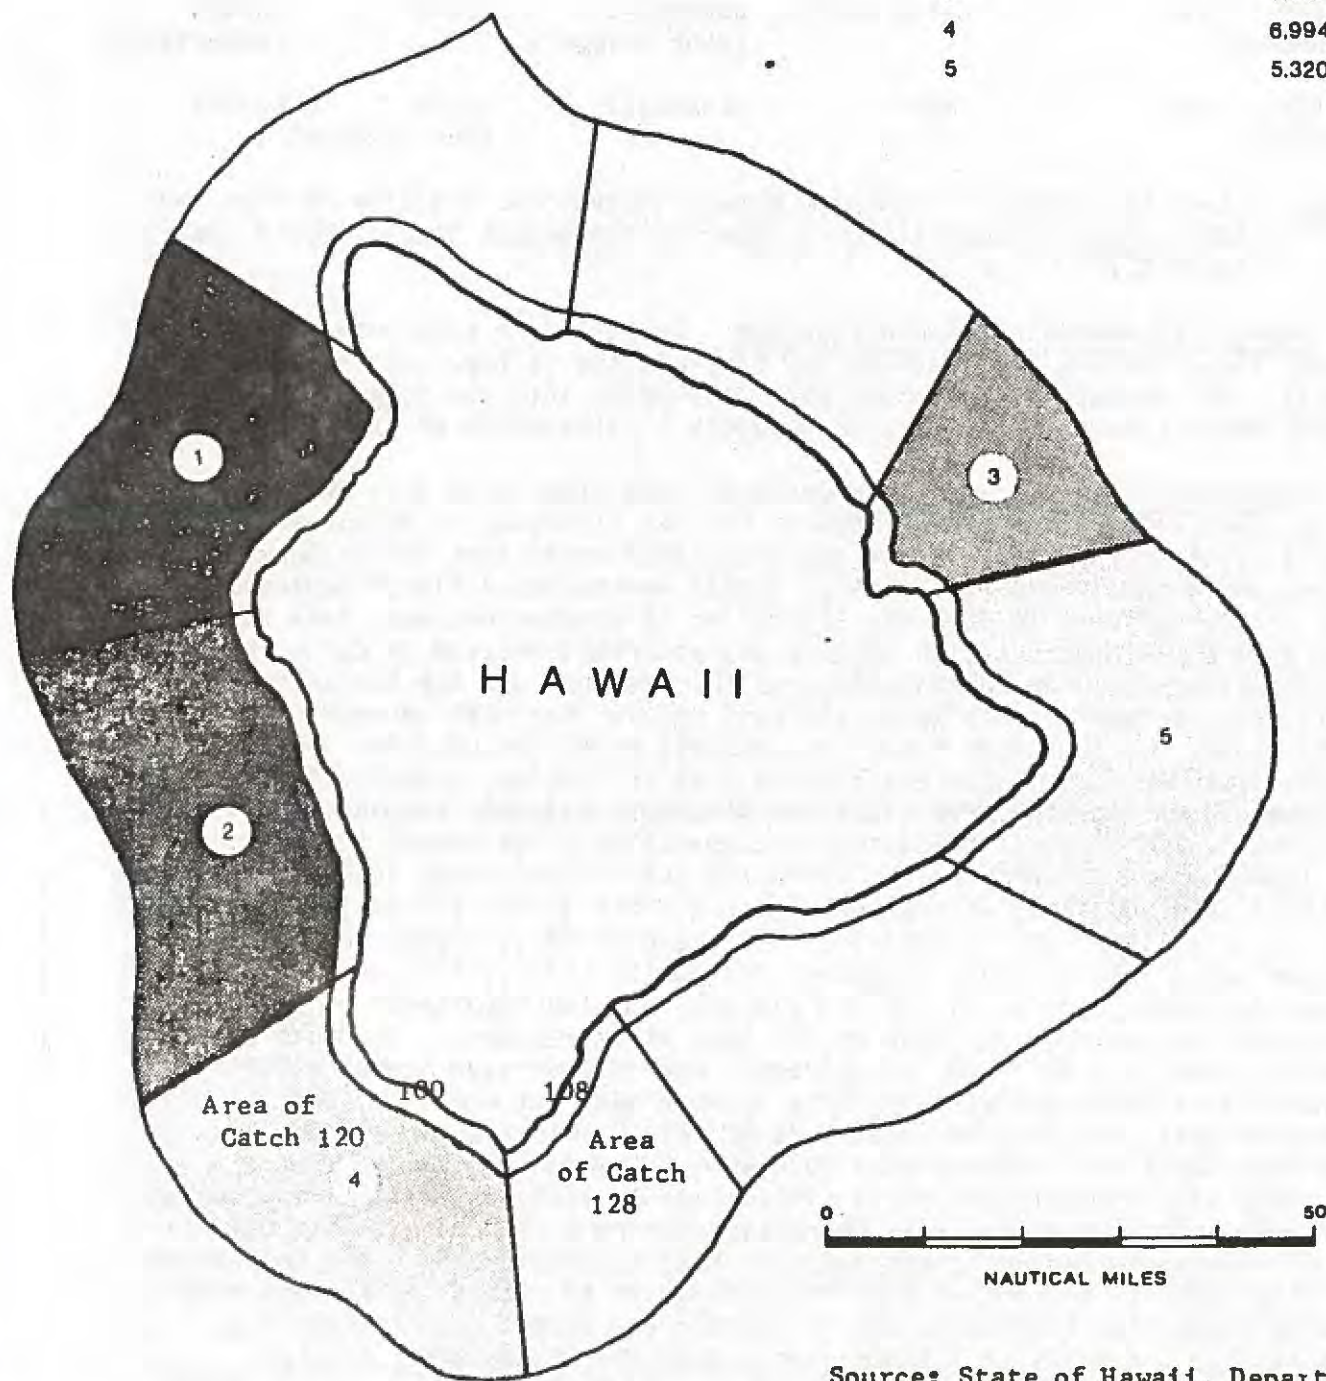 4 6,994
5 5.320
1
3
HAWAII
5
2
100 108
Area of
Catch 120
4
Area
of Catch
128
0 50
NAUTICAL MILES
Source: State of Hawaii, Depart